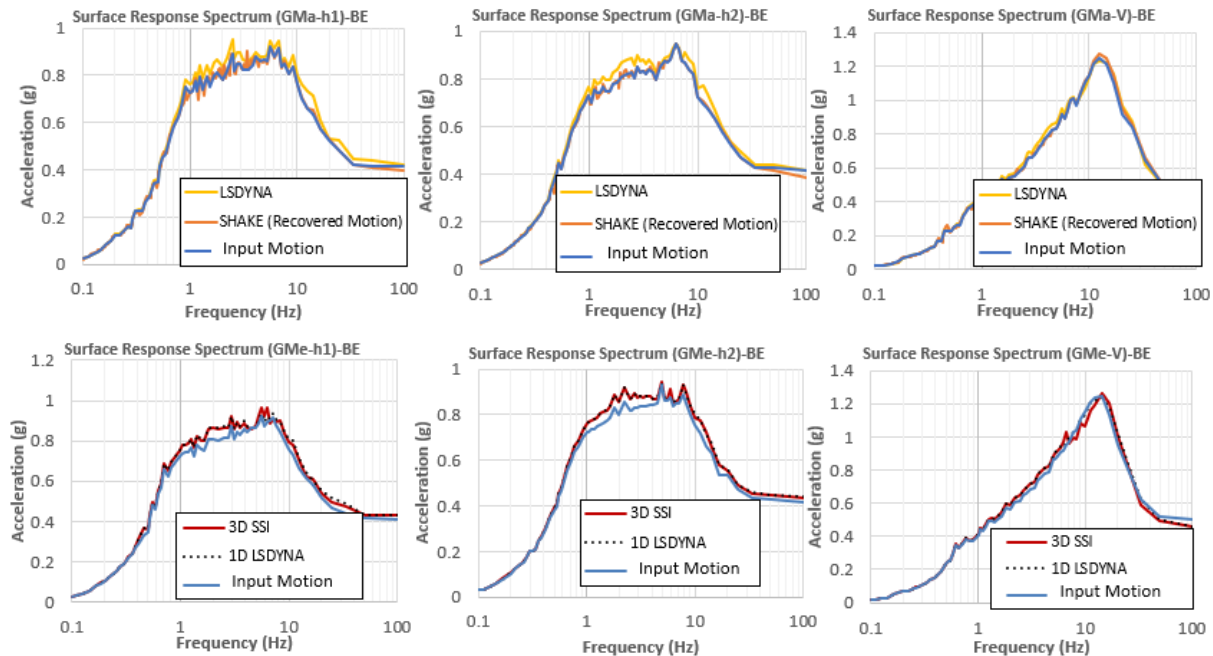 Surface Response Spectrum (GMa-h1)-BE
Acceleration (g)
1
0.8
0.6
0.4
0.2
0
LSDYNA
SHAKE (Recovered Motion)
Input Motion
0.1 1 10 100
Frequency (Hz)
Surface Response Spectrum (GMa-h2)-BE
Acceleration (g)
1
0.8
0.6
0.4
0.2
0
LSDYNA
SHAKE (Recovered Motion)
Input Motion
0.1 1 10 100
Frequency (Hz)
Surface Response Spectrum (GMa-V)-BE
Acceleration (g)
1.4
1.2
1
0.8
0.6
0.4
0.2
0
LSDYNA
SHAKE (Recovered Motion)
Input Motion
0.1 1 10 100
Frequency (Hz)
Surface Response Spectrum (GMe-h1)-BE
Acceleration (g)
1.2
1
0.8
0.6
0.4
0.2
0
3D SSI
1D LSDYNA
Input Motion
0.1 1 10 100
Frequency (Hz)
Surface Response Spectrum (GMe-h2)-BE
Acceleration (g)
1
0.8
0.6
0.4
0.2
0
3D SSI
1D LSDYNA
Input Motion
0.1 1 10 100
Frequency (Hz)
Surface Response Spectrum (GMe-V)-BE
Acceleration (g)
1.4
1.2
1
0.8
0.6
0.4
0.2
0
3D SSI
1D LSDYNA
Input Motion
0.1 1 10 100
Frequency (Hz)